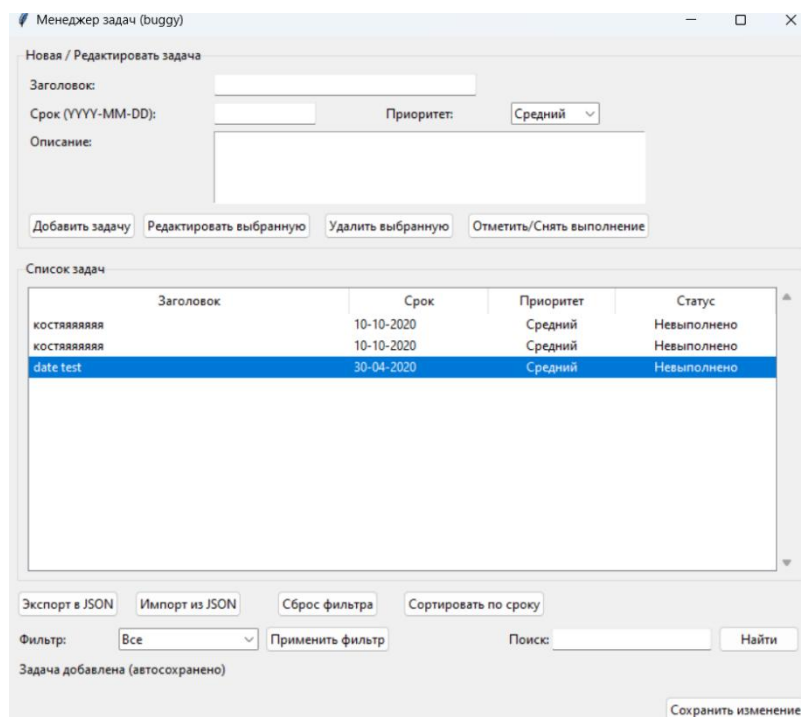 Менеджер задач (buggy)
Новая / Редактировать задача
Заголовок:
Срок (YYYY-MM-DD): Приоритет: Средний
Описание:
Добавить задачу Редактировать выбранную Удалить выбранную Отметить/Снять выполнение
Список задач
Заголовок Срок Приоритет Статус
костяяяяяяя 10-10-2020 Средний Невыполнено
костяяяяяяя 10-10-2020 Средний Невыполнено
date test 30-04-2020 Средний Невыполнено
Экспорт в JSON Импорт из JSON Сброс фильтра Сортировать по сроку
Фильтр: Все Применить фильтр Поиск: Найти
Задача добавлена (автосохранено)
Сохранить изменение